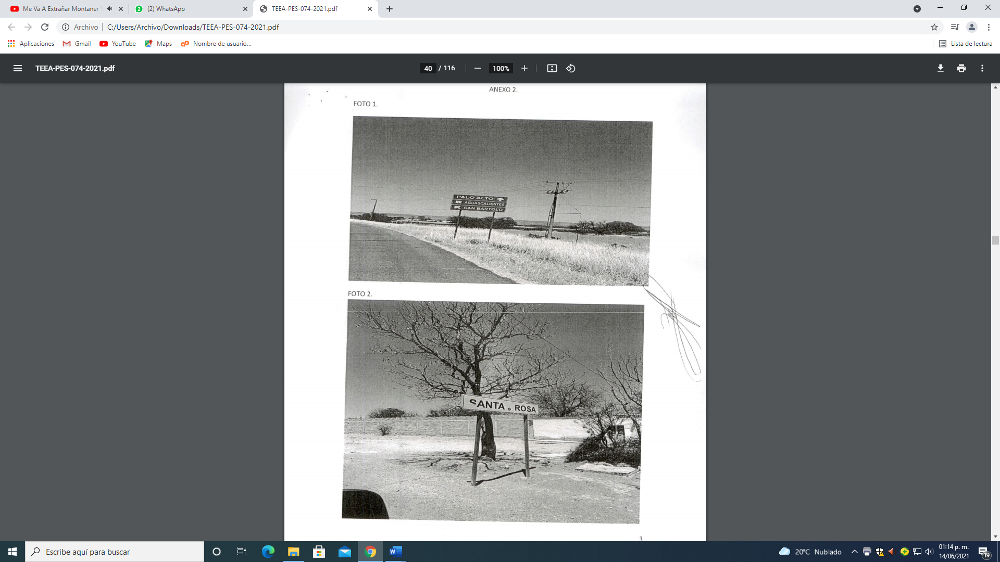 Me Va A Extrañar Montaner
(2) WhatsApp
TEEA-PES-074-2021.pdf
Archivo
C:/Users/Archivo/Downloads/TEEA-PES-074-2021.pdf
Aplicaciones
Gmail
YouTube
Maps
Nombre de usuario...
Lista de lectura
TEEA-PES-074-2021.pdf
40 / 116
100%
ANEXO 2.
FOTO 1.
PALO ALTO
AGUASCALIENTES
SAN BARTOLO
FOTO 2.
SANTA. ROSA
3
Escribe aquí para buscar
20°C Nublado
01:14 p. m.
14/06/2021
19